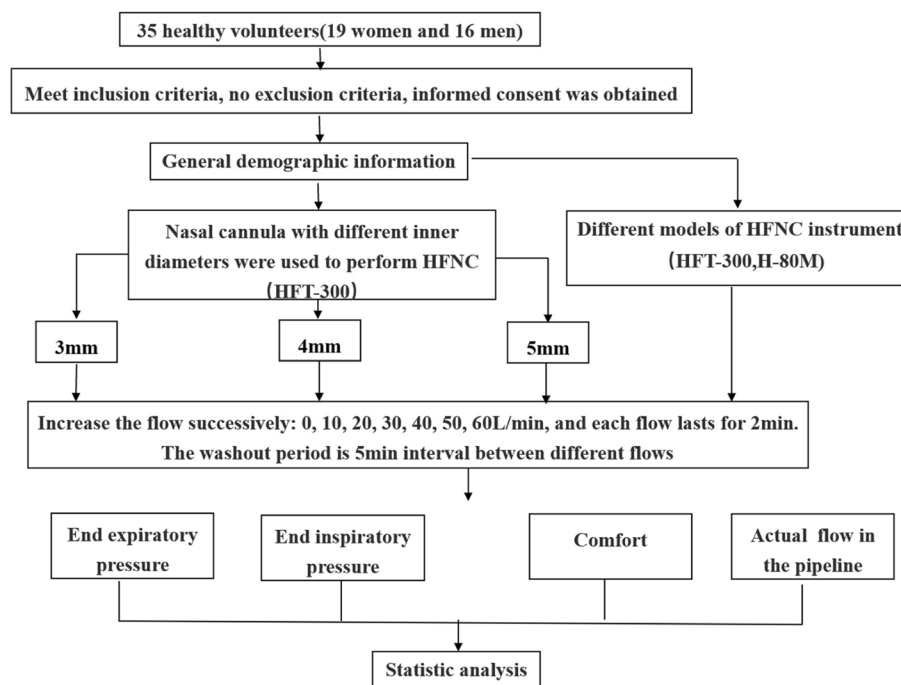 35 healthy volunteers(19 women and 16 men)
Meet inclusion criteria, no exclusion criteria, informed consent was obtained
General demographic information
Nasal cannula with different inner
diameters were used to perform HFNC
(HFT-300)
Different models of HFNC instrument
(HFT-300,H-80M)
3mm
4mm
5mm
Increase the flow successively: 0, 10, 20, 30, 40, 50, 60L/min, and each flow lasts for 2min.
The washout period is 5min interval between different flows
End expiratory
pressure
End inspiratory
pressure
Comfort
Actual flow in
the pipeline
Statistic analysis